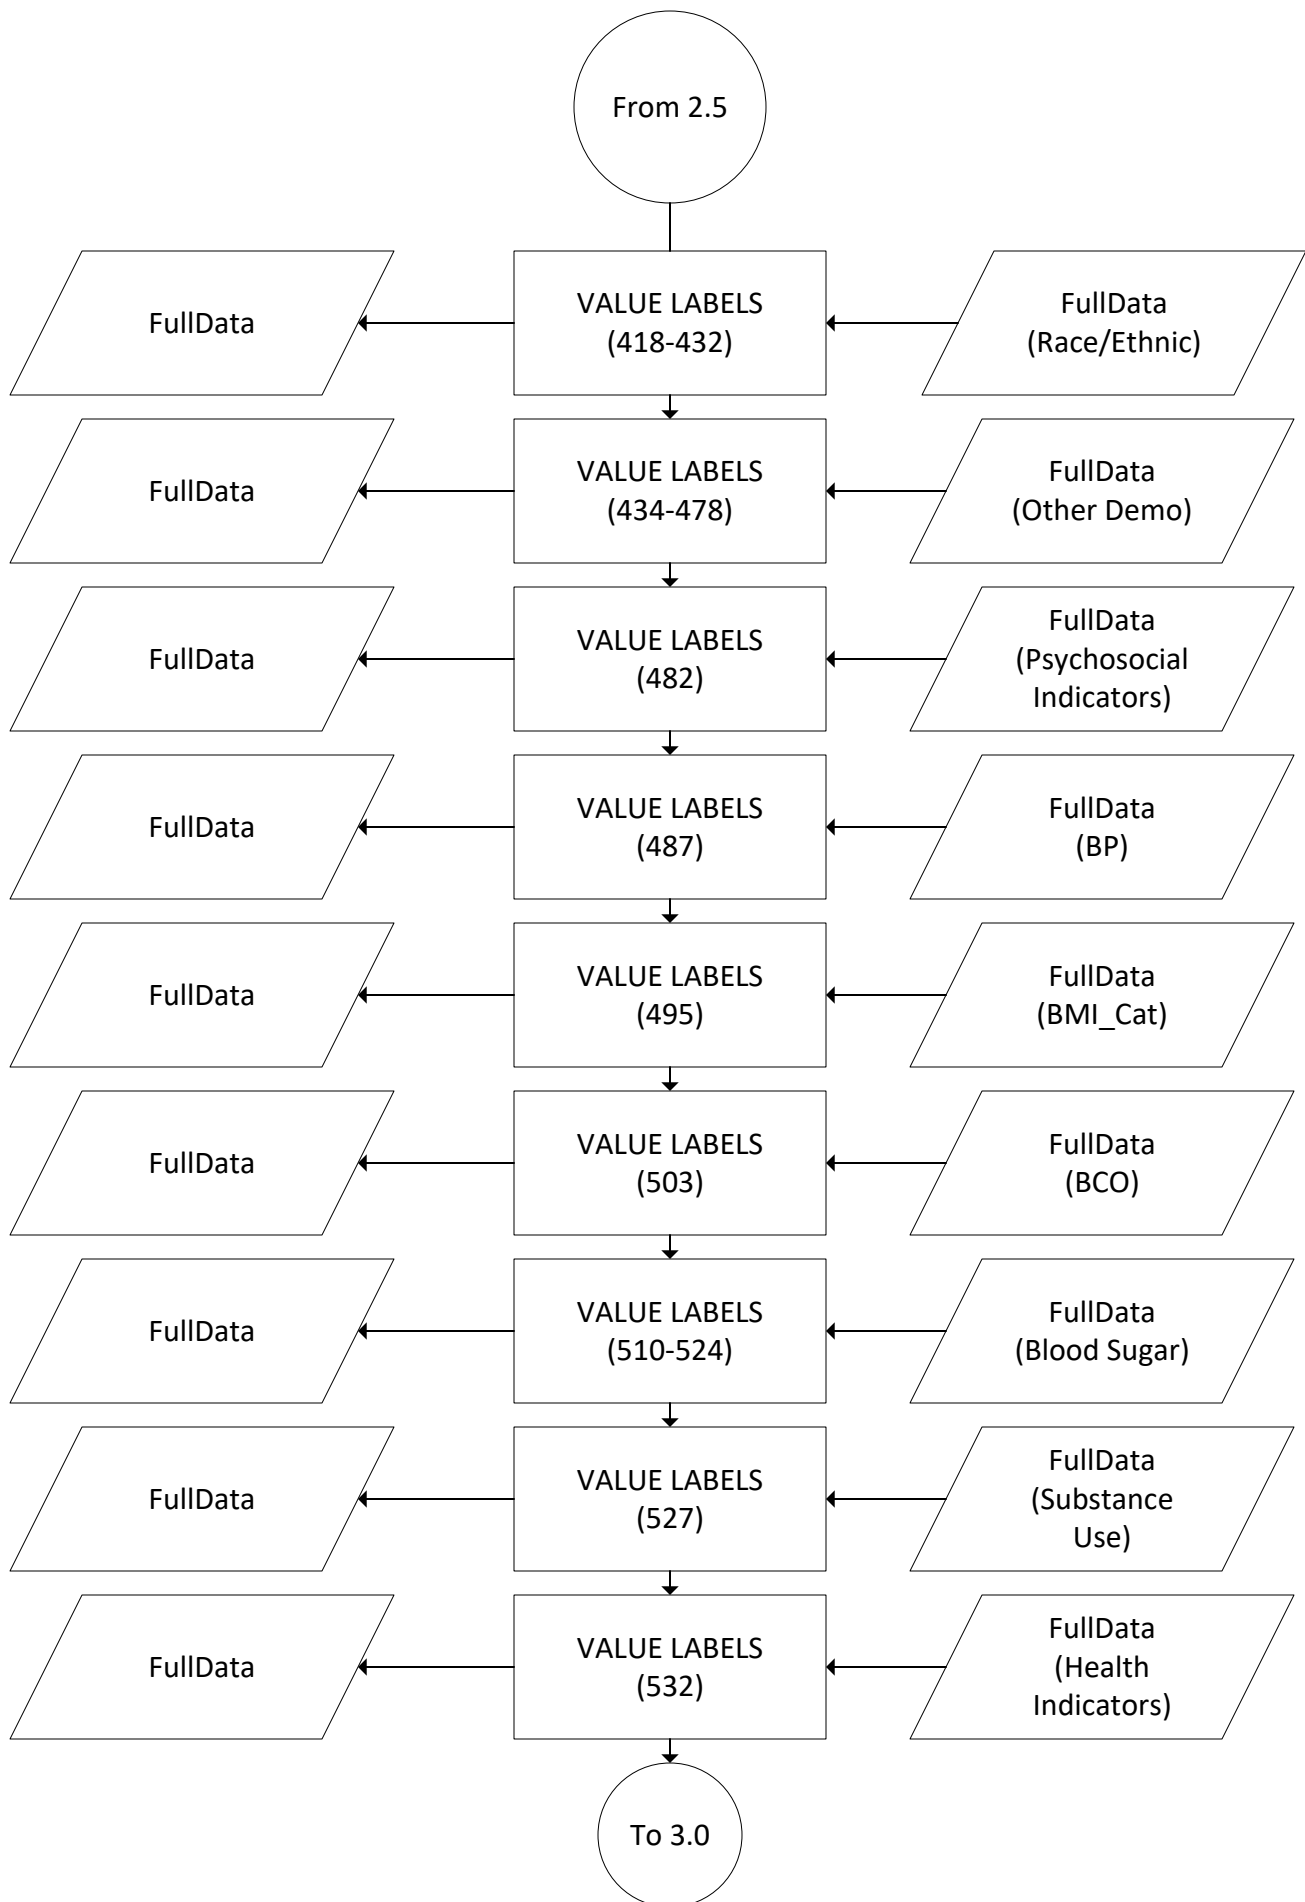 From 2.5
FullData
VALUE LABELS
(418-432)
FullData
(Race/Ethnic)
FullData
VALUE LABELS
(434-478)
FullData
(Other Demo)
FullData
VALUE LABELS
(482)
FullData
(Psychosocial
Indicators)
FullData
VALUE LABELS
(487)
FullData
(BP)
FullData
VALUE LABELS
(495)
FullData
(BMI_Cat)
FullData
VALUE LABELS
(503)
FullData
(BCO)
FullData
VALUE LABELS
(510-524)
FullData
(Blood Sugar)
FullData
VALUE LABELS
(527)
FullData
(Substance
Use)
FullData
VALUE LABELS
(532)
FullData
(Health
Indicators)
To 3.0